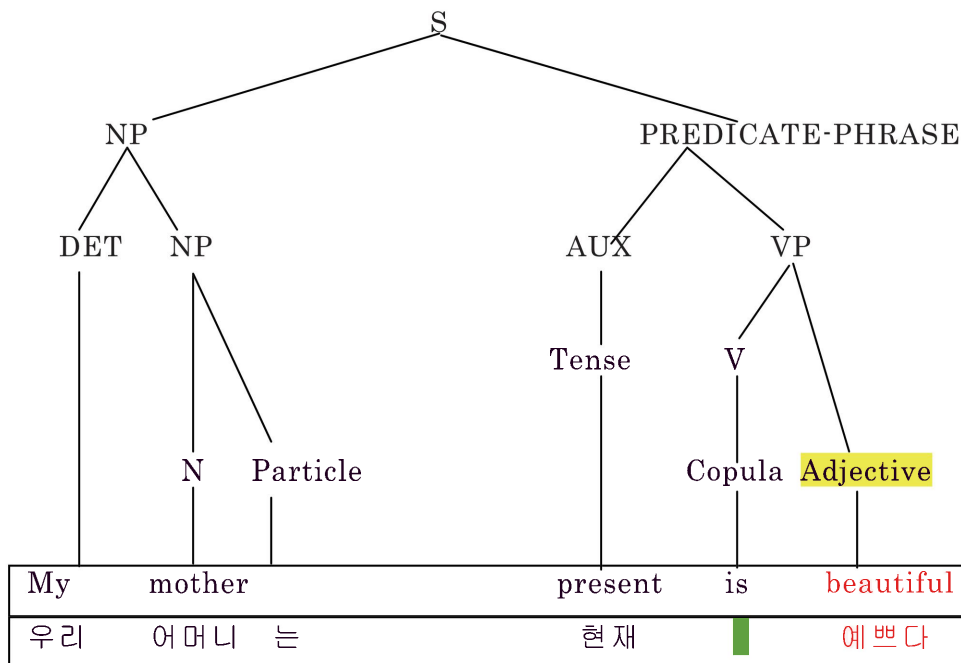 S
NP PREDICATE-PHRASE
DET NP AUX VP
Tense V
N Particle Copula Adjective
My mother present is beautiful
우리 어머니 는 현재 예쁘다